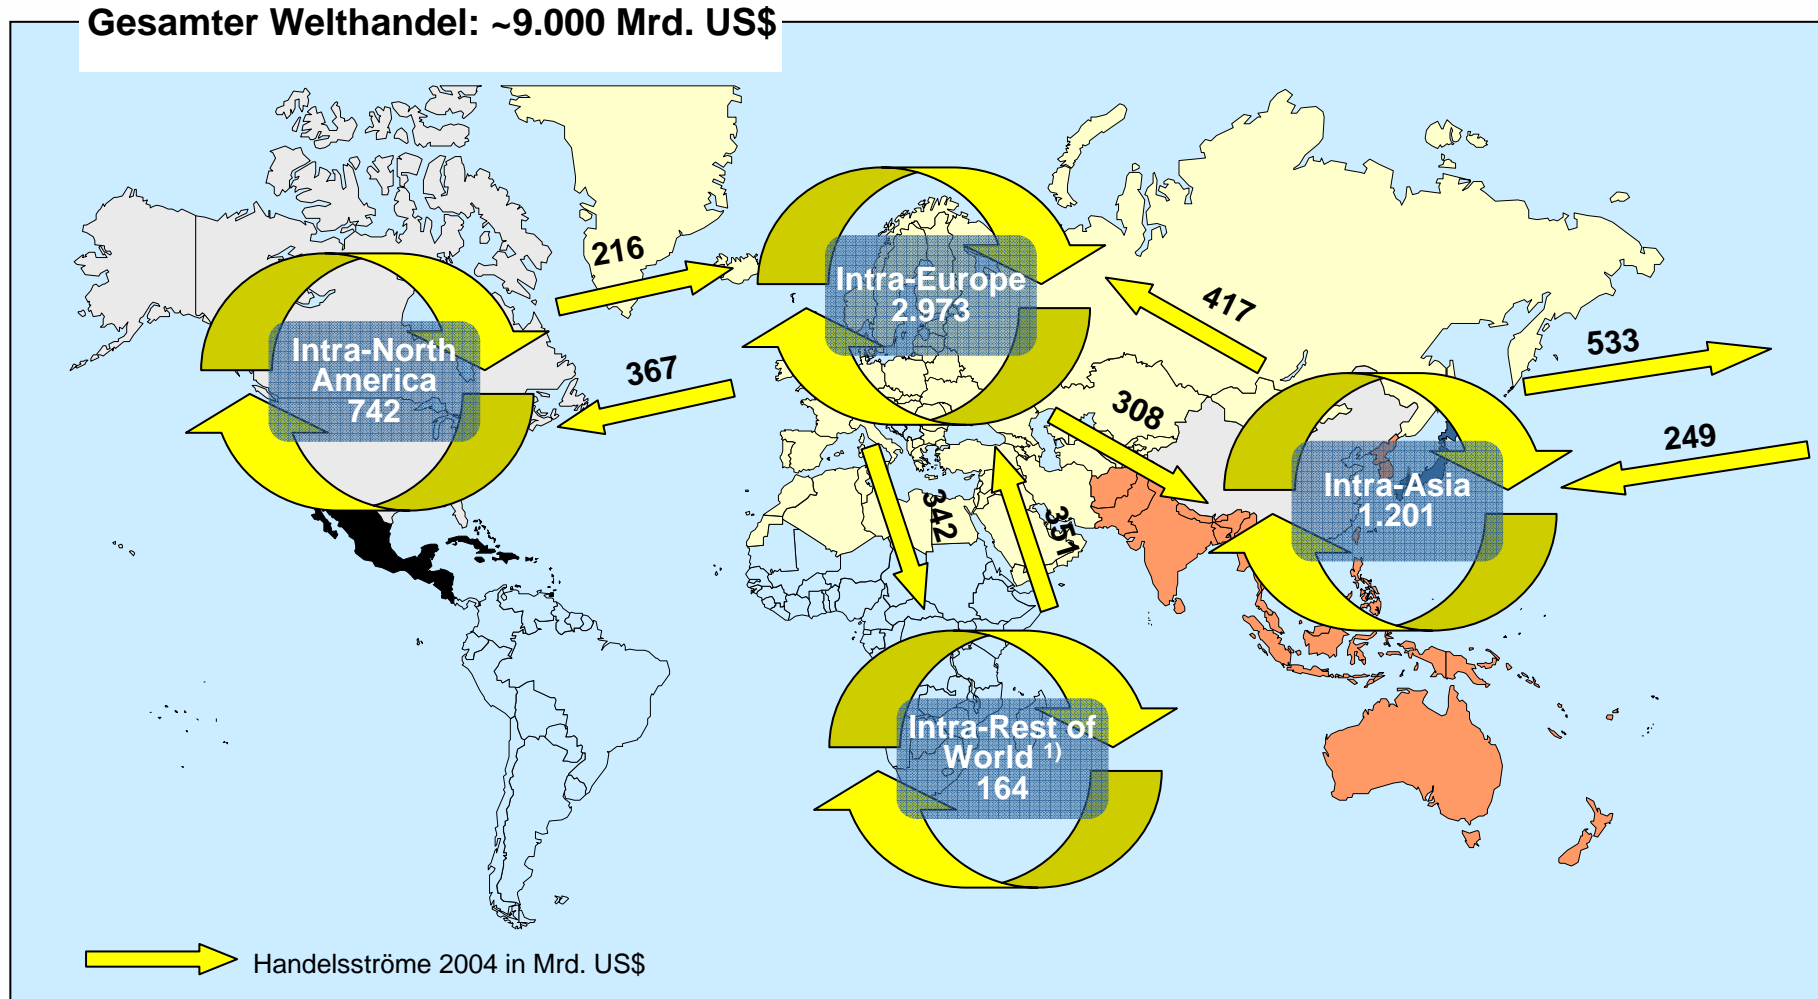 Gesamter Welthandel: ~9.000 Mrd. US$
216
Intra-Europe
2.973
417
533
Intra-North
America
742
367
308
249
Intra-Asia
1.201
342
351
Intra-Rest of
World 1)
164
Handelsströme 2004 in Mrd. US$